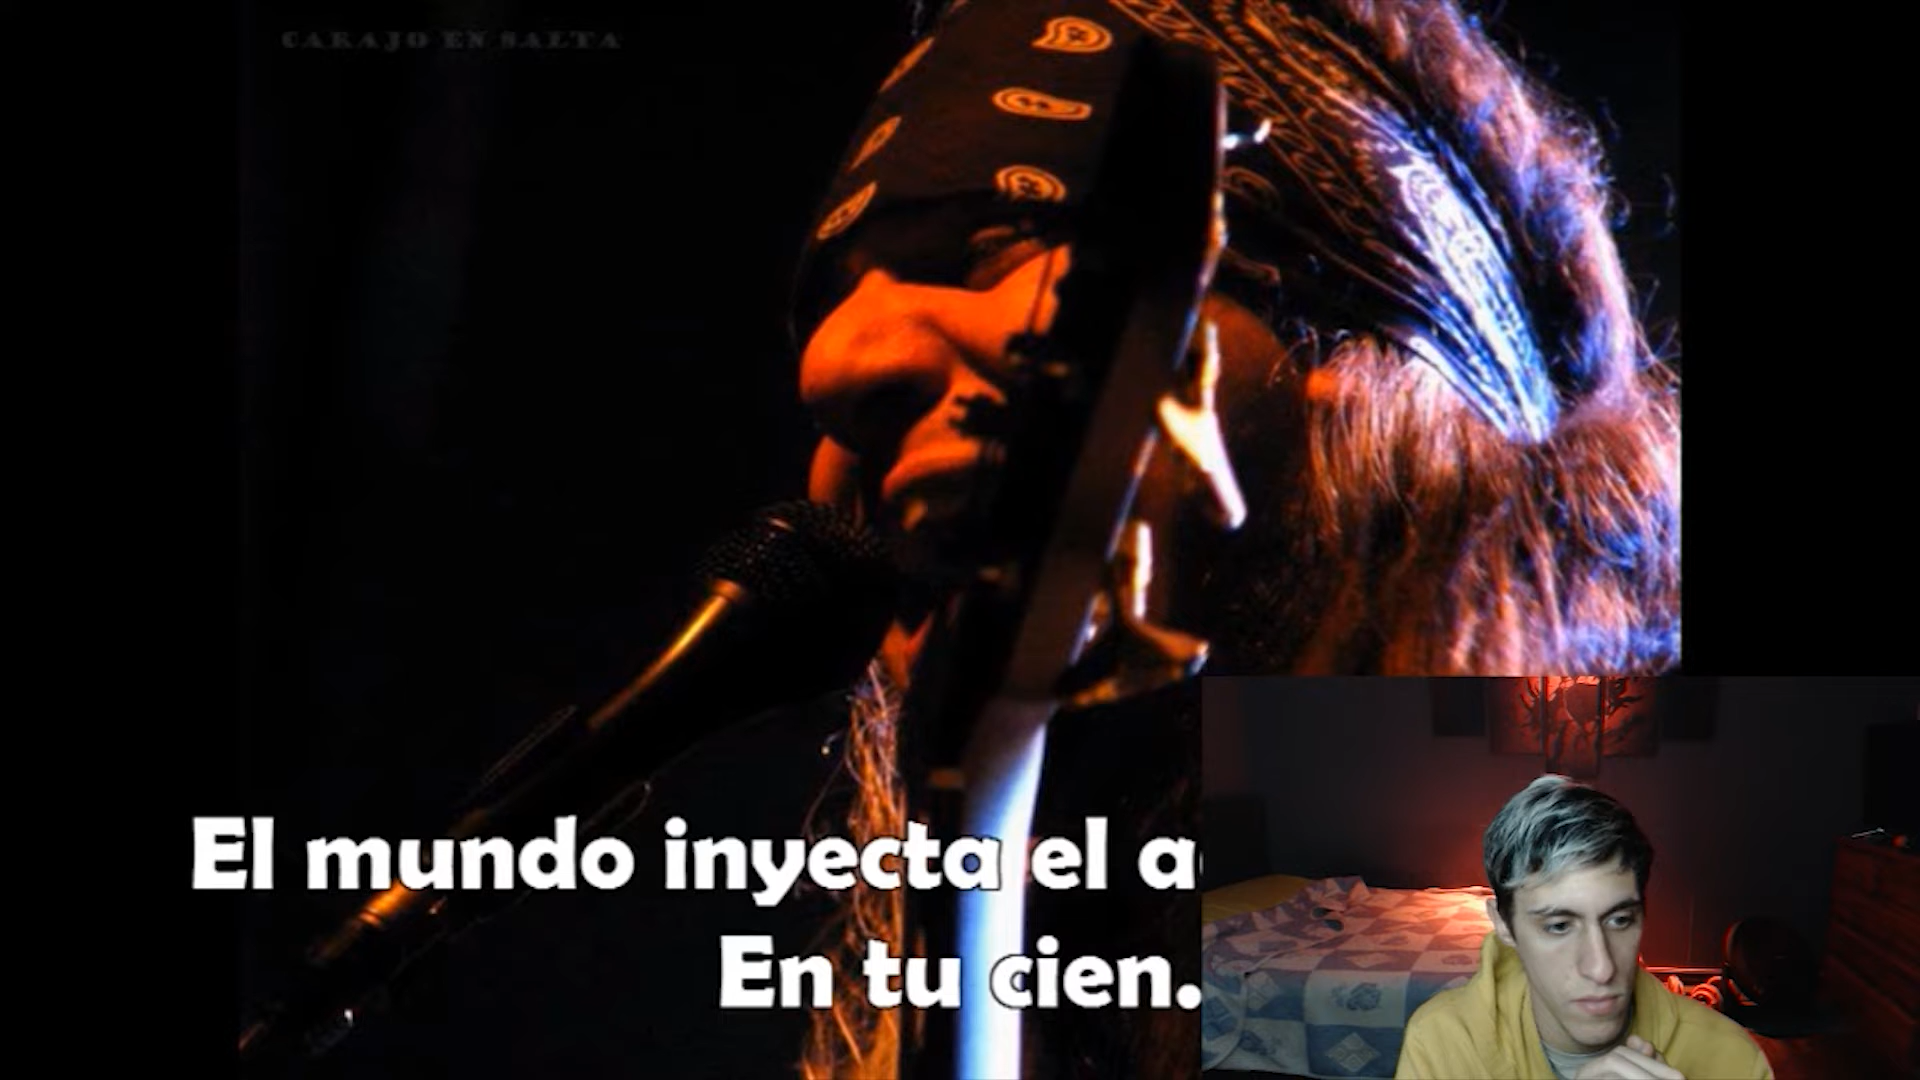 CARAJO EN SALTA
El mundo inyecta el
En tu cien.